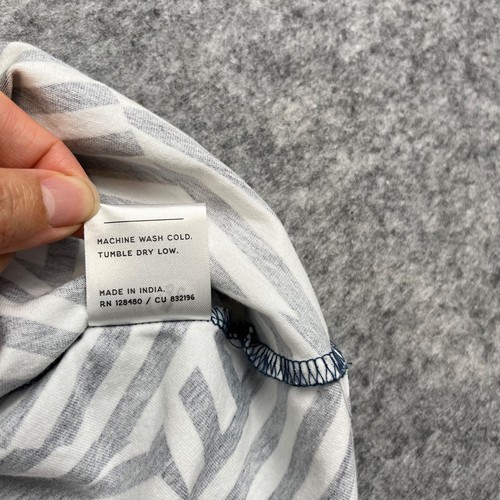 MACHINE WASH COLD.
TUMBLE DRY LOW.
MADE IN INDIA.
RN 128480 / CU 832196